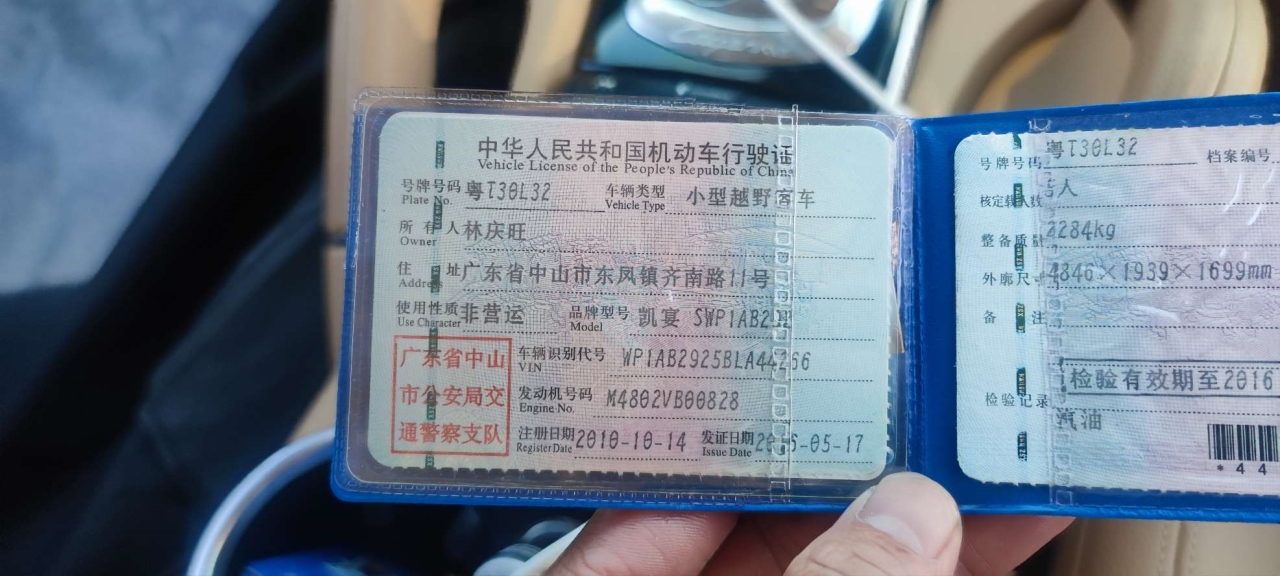 中华人民共和国机动车行驶证
Vehicle License of the People's Republic of China
号牌号码 粤T30L32 车辆类型 小型越野客车
Plate No. Vehicle Type
所有人 林庆旺
Owner
住址 广东省中山市东凤镇齐南路11号
Address
使用性质 非营运 品牌型号 凯宴 SWP1AB2
Use Character Model
广东省中山
市公安局交
通警察支队
车辆识别代号 WP1AB2925BLA44266
VIN
发动机号码 M4802VB00828
Engine No.
注册日期 2010-10-14 发证日期 -05-17
Register Date Issue Date
号牌号码 粤T30L32 档案编号
核定载人数 5人
整备质量 2284kg
外廓尺寸 4846×1939×1699mm
备注
检验有效期至2016
检验记录
汽油
*44